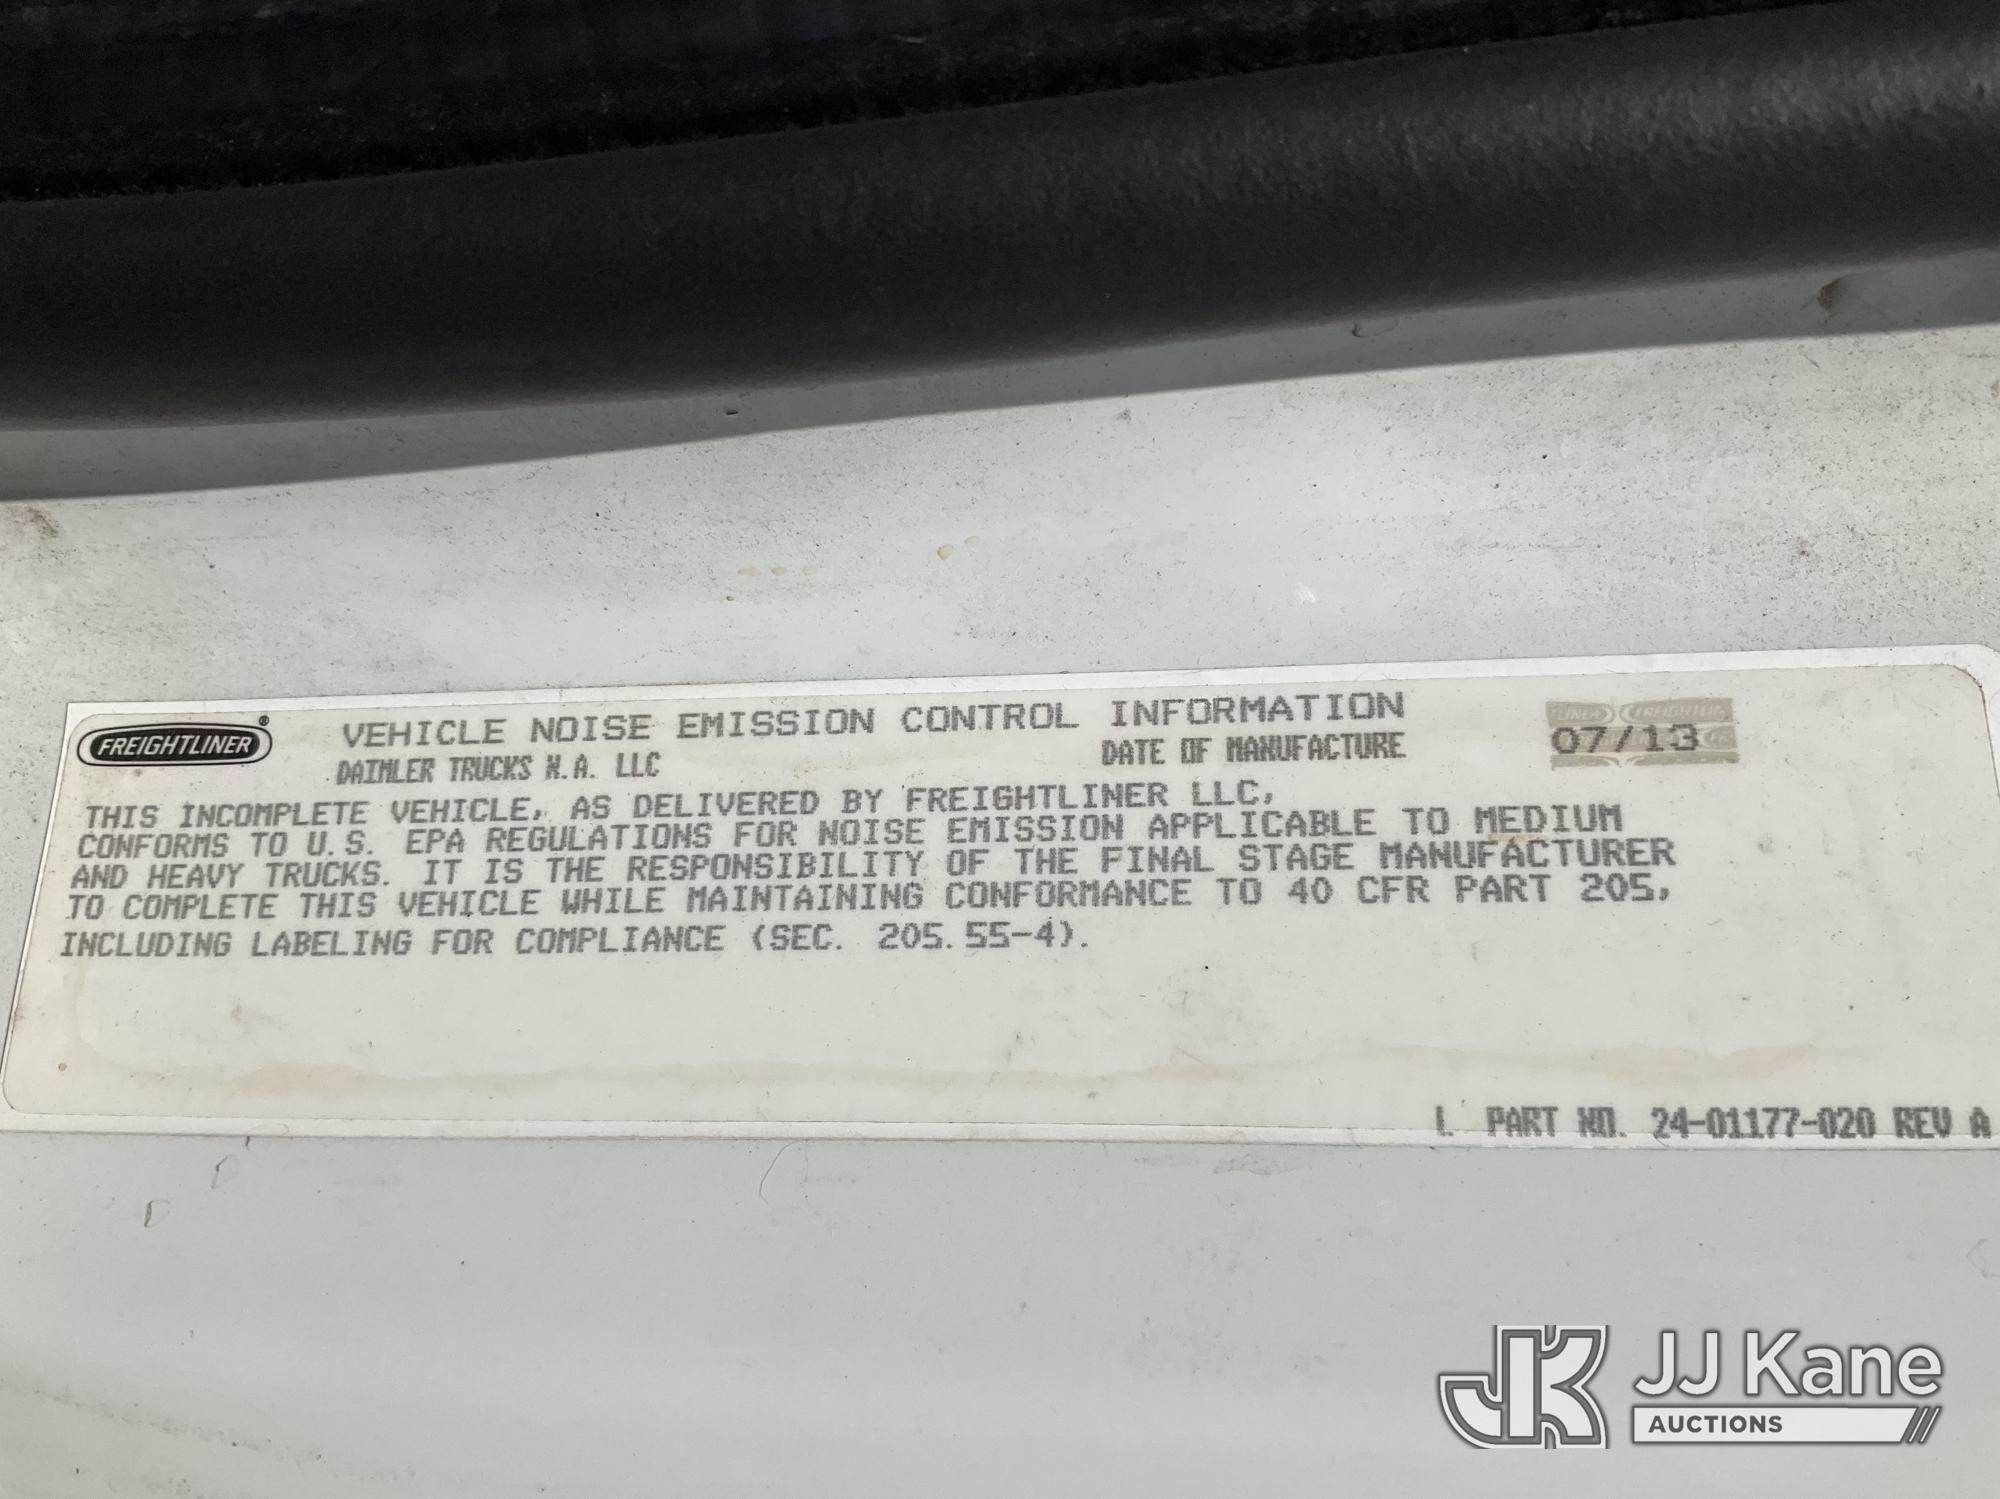 FREIGHTLINER®
VEHICLE NOISE EMISSION CONTROL INFORMATION
DAIMLER TRUCKS N.A. LLC
DATE OF MANUFACTURE
07/13
THIS INCOMPLETE VEHICLE, AS DELIVERED BY FREIGHTLINER LLC,
CONFORMS TO U.S. EPA REGULATIONS FOR NOISE EMISSION APPLICABLE TO MEDIUM
AND HEAVY TRUCKS. IT IS THE RESPONSIBILITY OF THE FINAL STAGE MANUFACTURER
TO COMPLETE THIS VEHICLE WHILE MAINTAINING CONFORMANCE TO 40 CFR PART 205,
INCLUDING LABELING FOR COMPLIANCE (SEC. 205.55-4).
PART NO. 24-01177-020 REV A
JK JJ Kane
AUCTIONS